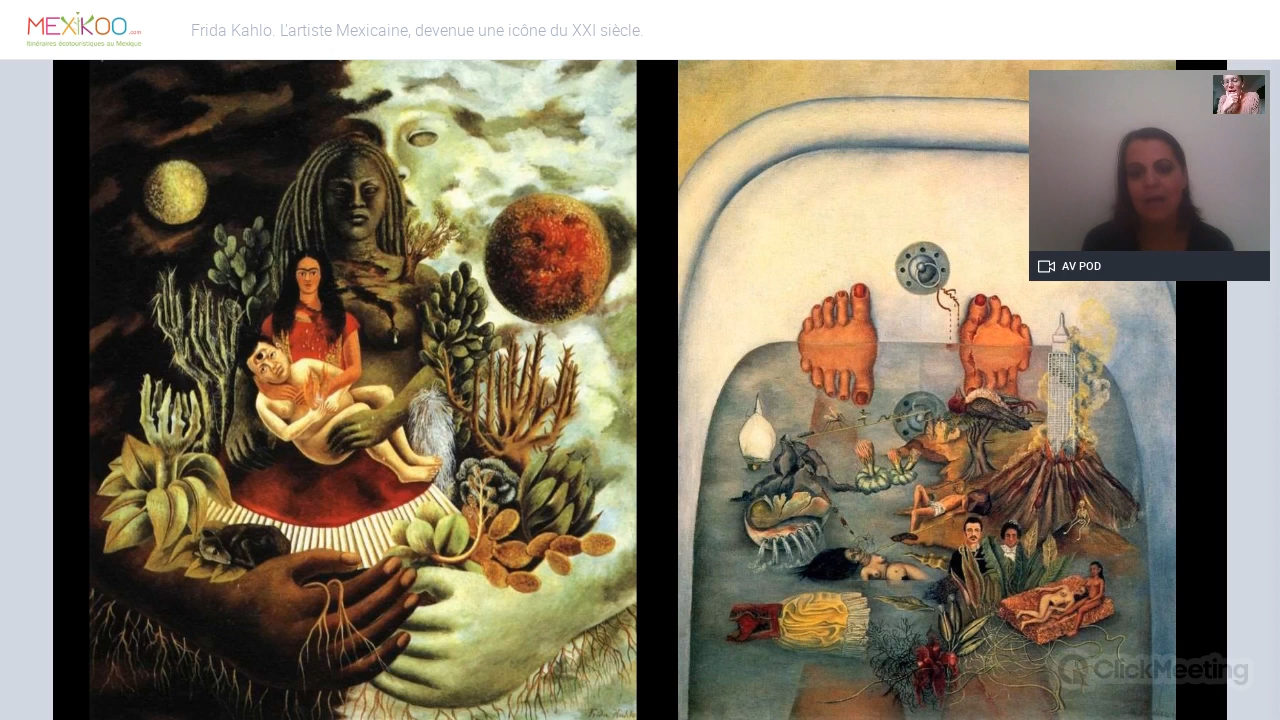 MEXIKOO .com
Itinéraires écotouristiques au Mexique
Frida Kahlo. L'artiste Mexicaine, devenue une icône du XXI siècle.
AV POD
ClickMeeting